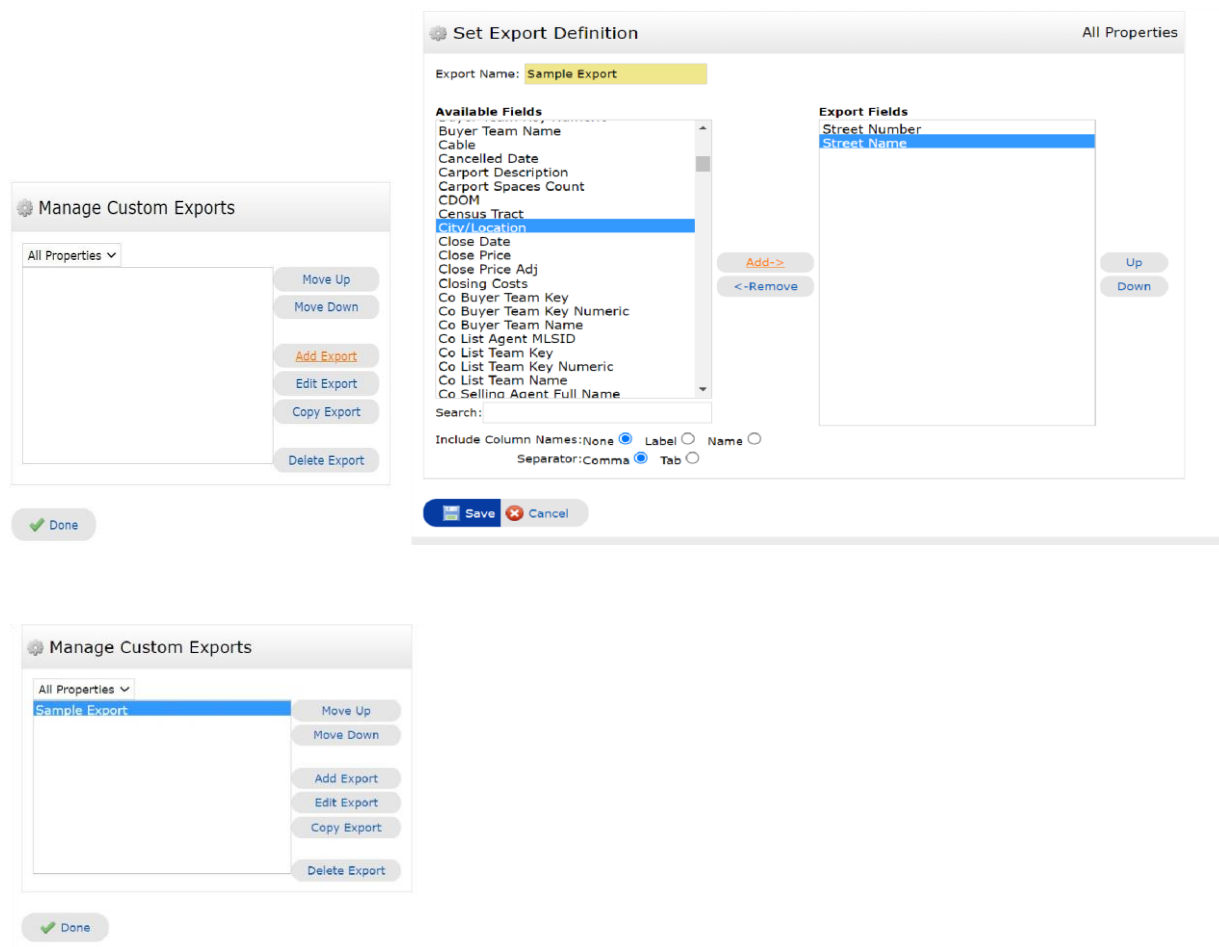 Manage Custom Exports
All Properties
Move Up
Move Down
Add Export
Edit Export
Copy Export
Delete Export
Done
Set Export Definition
All Properties
Export Name: Sample Export
Available Fields
Buyer Team Key Numeric
Buyer Team Name
Cable
Cancelled Date
Carport Description
Carport Spaces Count
CDOM
Census Tract
City/Location
Close Date
Close Price
Close Price Adj
Closing Costs
Co Buyer Team Key
Co Buyer Team Key Numeric
Co Buyer Team Name
Co List Agent MLSID
Co List Team Key
Co List Team Key Numeric
Co List Team Name
Co Selling Agent Full Name
Search:
Add->
<-Remove
Export Fields
Street Number
Street Name
Up
Down
Include Column Names: None Label Name
Separator: Comma Tab
Save Cancel
Manage Custom Exports
All Properties
Sample Export
Move Up
Move Down
Add Export
Edit Export
Copy Export
Delete Export
Done